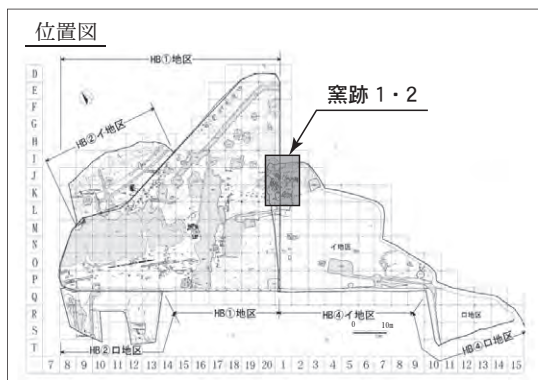 位置図
HB①地区
窯跡 1・2
HB②イ地区
D
E
F
G
H
I
J
K
L
M
N
O
P
Q
R
S
T
イ地区
ロ地区
HB①地区
HB④イ地区
0 10m
HB②ロ地区
HB④ロ地区
7 8 9 10 11 12 13 14 15 16 17 18 19 20 1 2 3 4 5 6 7 8 9 10 11 12 13 14 15